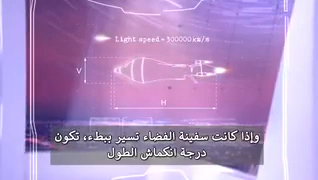 Light speed = 300000 km/s
V
H
وإذا كانت سفينة الفضاء تسير ببطء، تكون
درجة انكماش الطول